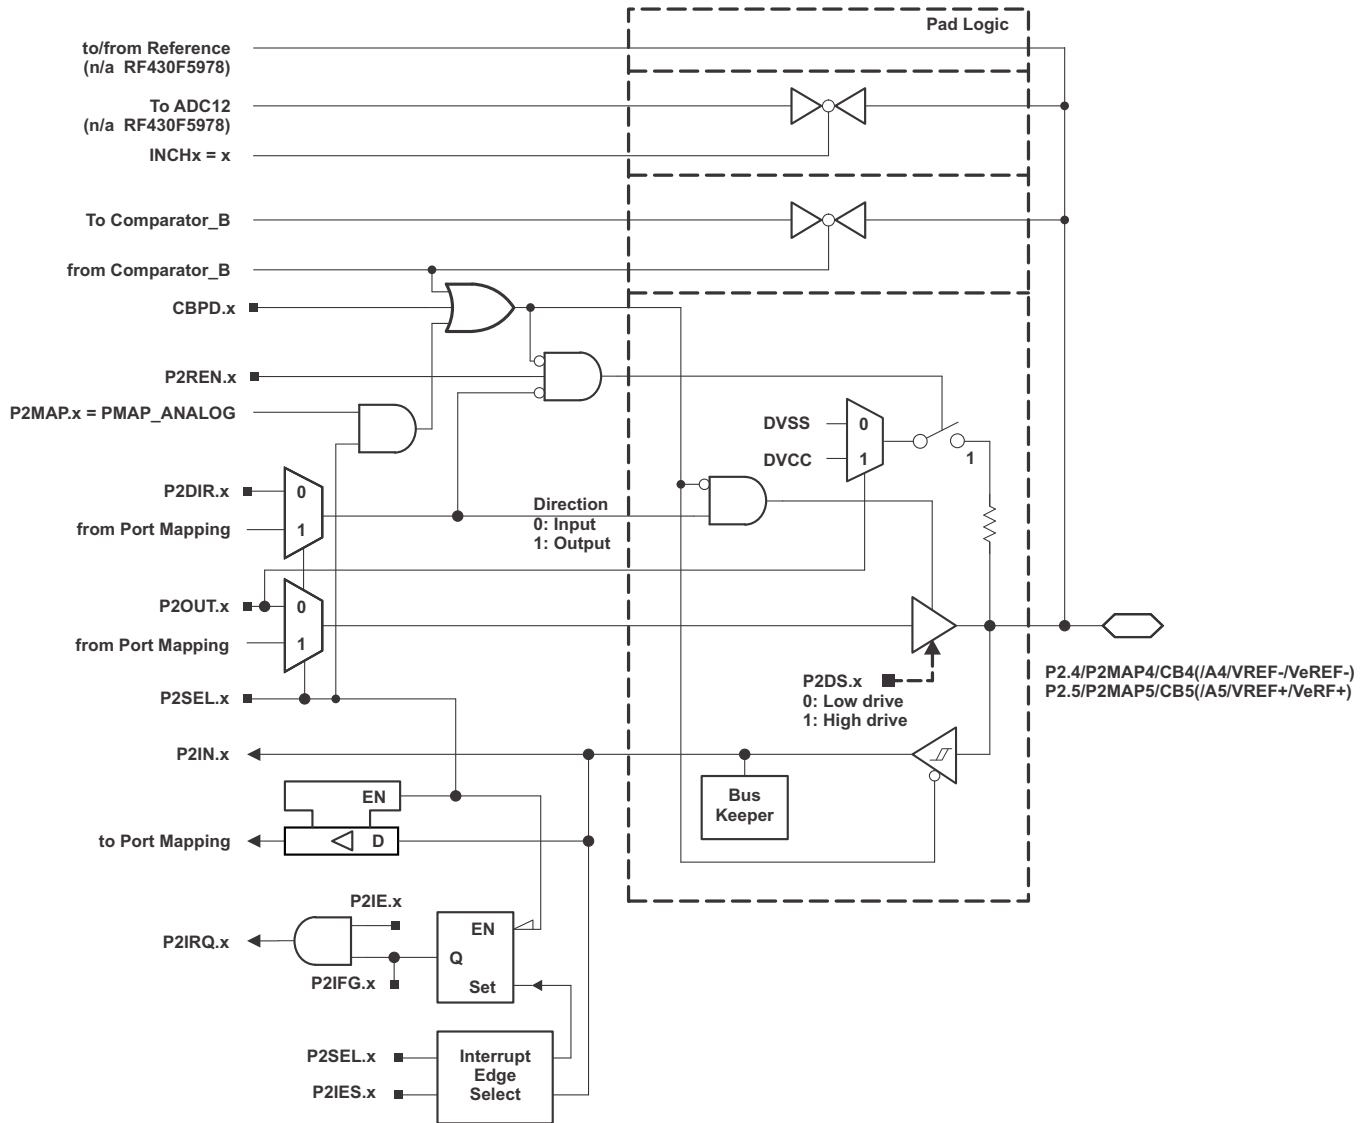 Pad Logic
to/from Reference
(n/a RF430F5978)
To ADC12
(n/a RF430F5978)
INCHx = x
To Comparator_B
from Comparator_B
CBPD.x
P2REN.x
P2MAP.x = PMAP_ANALOG
DVSS
0
DVCC
1
1
P2DIR.x
0
from Port Mapping
1
Direction
0: Input
1: Output
P2OUT.x
0
from Port Mapping
1
P2SEL.x
P2DS.x
0: Low drive
1: High drive
P2.4/P2MAP4/CB4(/A4/VREF-/VeREF-)
P2.5/P2MAP5/CB5(/A5/VREF+/VeRF+)
P2IN.x
EN
Bus
Keeper
to Port Mapping
D
P2IE.x
P2IRQ.x
EN
Q
P2IFG.x
Set
P2SEL.x
P2IES.x
Interrupt
Edge
Select